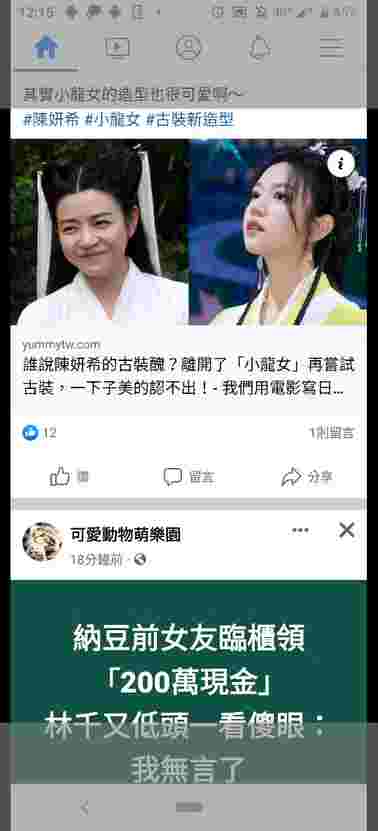 12:15
其實小龍女的造型也很可愛啊～
#陳妍希 #小龍女 #古裝新造型
yummytw.com
誰說陳妍希的古裝醜？離開了「小龍女」再嘗試
古裝，一下子美的認不出！- 我們用電影寫日...
12
1則留言
讚
留言
分享
可愛動物萌樂園
18分鐘前
納豆前女友臨櫃領
「200萬現金」
林千又低頭一看傻眼：
我無言了